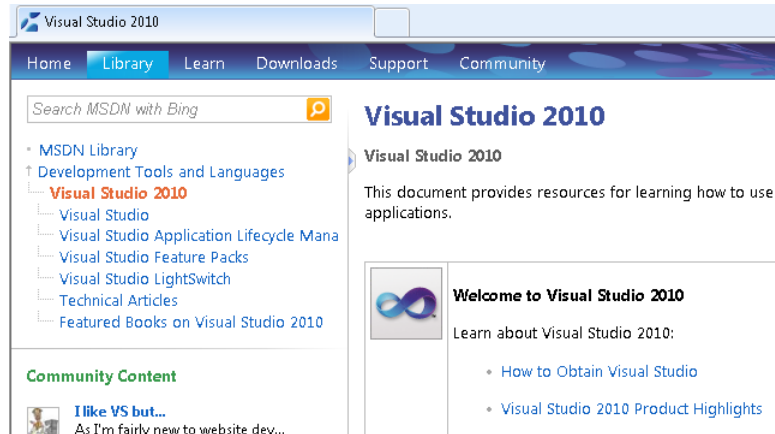 Visual Studio 2010
Home Library Learn Downloads Support Community
Search MSDN with Bing
MSDN Library
Development Tools and Languages
Visual Studio 2010
Visual Studio
Visual Studio Application Lifecycle Mana
Visual Studio Feature Packs
Visual Studio LightSwitch
Technical Articles
Featured Books on Visual Studio 2010
Community Content
I like VS but...
As I'm fairly new to website dev...
Visual Studio 2010
Visual Studio 2010
This document provides resources for learning how to use
applications.
Welcome to Visual Studio 2010
Learn about Visual Studio 2010:
How to Obtain Visual Studio
Visual Studio 2010 Product Highlights